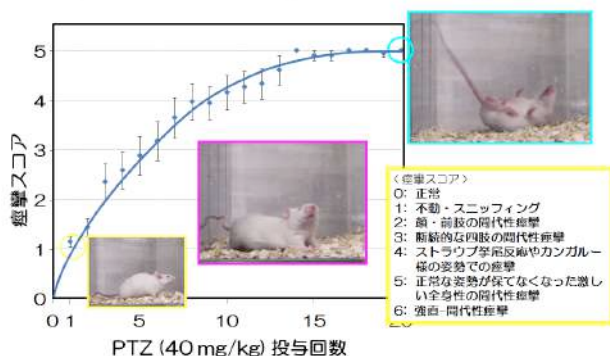 痙攣スコア
5
4
3
2
1
0
0 1 5 10 15 20
PTZ (40 mg/kg) 投与回数
<痙攣スコア>
0: 正常
1: 不動・スニッフィング
2: 顔・前肢の間代性痙攣
3: 断続的な四肢の間代性痙攣
4: ストラウブ挙尾反応やカンガルー
様の姿勢での痙攣
5: 正常な姿勢が保てなくなった激し
い全身性の間代性痙攣
6: 強直-間代性痙攣